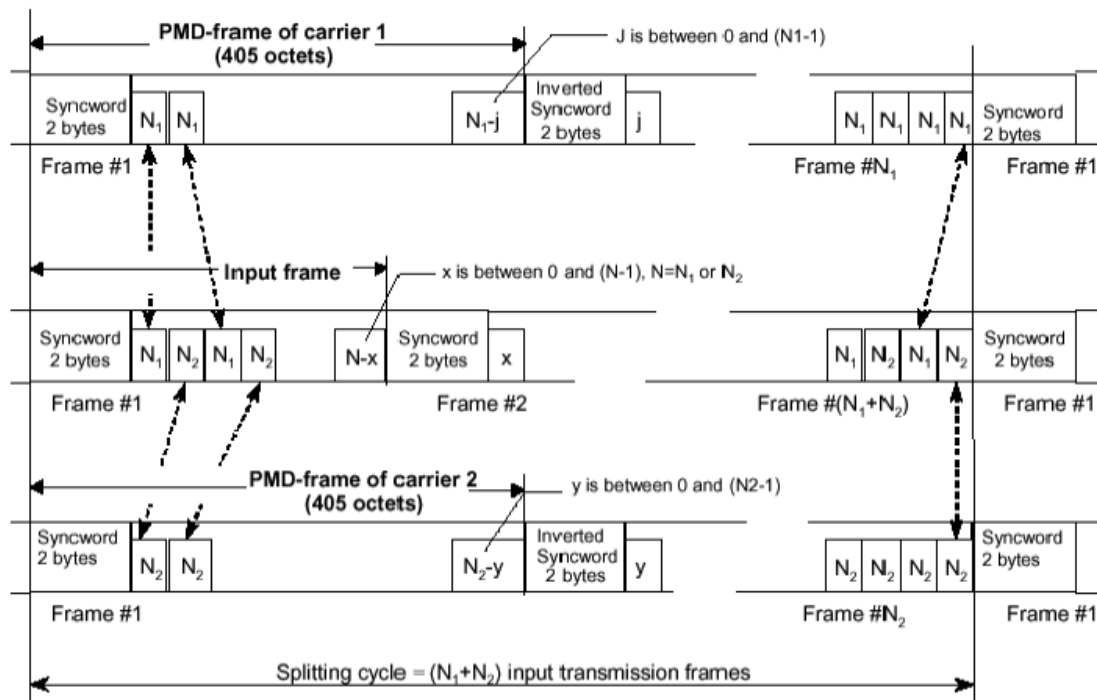 PMD-frame of carrier 1
(405 octets)
J is between 0 and (N1-1)
Syncword
2 bytes
N₁
N₁
N₁-j
Inverted
Syncword
2 bytes
j
N₁
N₁
N₁
N₁
Syncword
2 bytes
Frame #1
Frame #N₁
Frame #1
Input frame
x is between 0 and (N-1), N=N₁ or N₂
Syncword
2 bytes
N₁
N₂
N₁
N₂
N-x
Syncword
2 bytes
x
N₁
N₂
N₁
N₂
Syncword
2 bytes
Frame #1
Frame #2
Frame #(N₁+N₂)
Frame #1
PMD-frame of carrier 2
(405 octets)
y is between 0 and (N2-1)
Syncword
2 bytes
N₂
N₂
N₂-y
Inverted
Syncword
2 bytes
y
N₂
N₂
N₂
N₂
Syncword
2 bytes
Frame #1
Frame #N₂
Frame #1
Splitting cycle = (N₁+N₂) input transmission frames